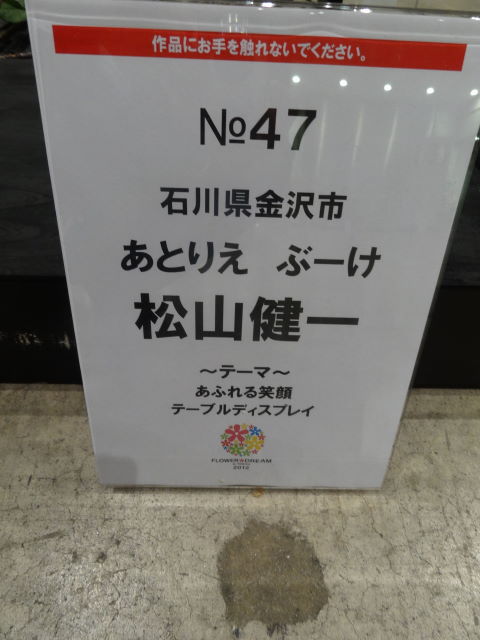 作品にお手を触れないでください。
№47
石川県金沢市
あとりえ ぶーけ
松山健一
～テーマ～
あふれる笑顔
テーブルディスプレイ
FLOWER DREAM
2012